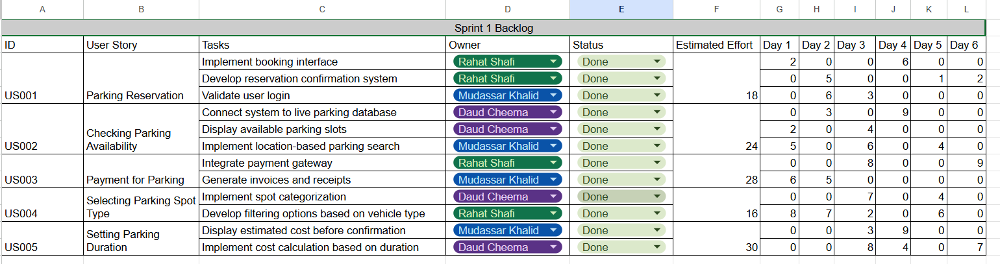 A B C D E F G H I J K L
Sprint 1 Backlog
ID User Story Tasks Owner Status Estimated Effort Day 1 Day 2 Day 3 Day 4 Day 5 Day 6
Implement booking interface Rahat Shafi Done 2 0 0 6 0 0
Develop reservation confirmation system Rahat Shafi Done 0 5 0 0 1 2
US001 Parking Reservation Validate user login Mudassar Khalid Done 18 0 6 3 0 0 0
Connect system to live parking database Daud Cheema Done 0 3 0 9 0 0
Checking Parking Display available parking slots Daud Cheema Done 2 0 4 0 0 0
US002 Availability Implement location-based parking search Mudassar Khalid Done 24 5 0 6 0 4 0
Integrate payment gateway Rahat Shafi Done 0 0 8 0 0 9
US003 Payment for Parking Generate invoices and receipts Mudassar Khalid Done 28 6 5 0 0 0 0
Selecting Parking Spot Implement spot categorization Daud Cheema Done 0 0 7 0 4 0
US004 Type Develop filtering options based on vehicle type Rahat Shafi Done 16 8 7 2 0 6 0
Setting Parking Display estimated cost before confirmation Mudassar Khalid Done 0 0 3 9 0 0
US005 Duration Implement cost calculation based on duration Daud Cheema Done 30 0 0 8 4 0 7